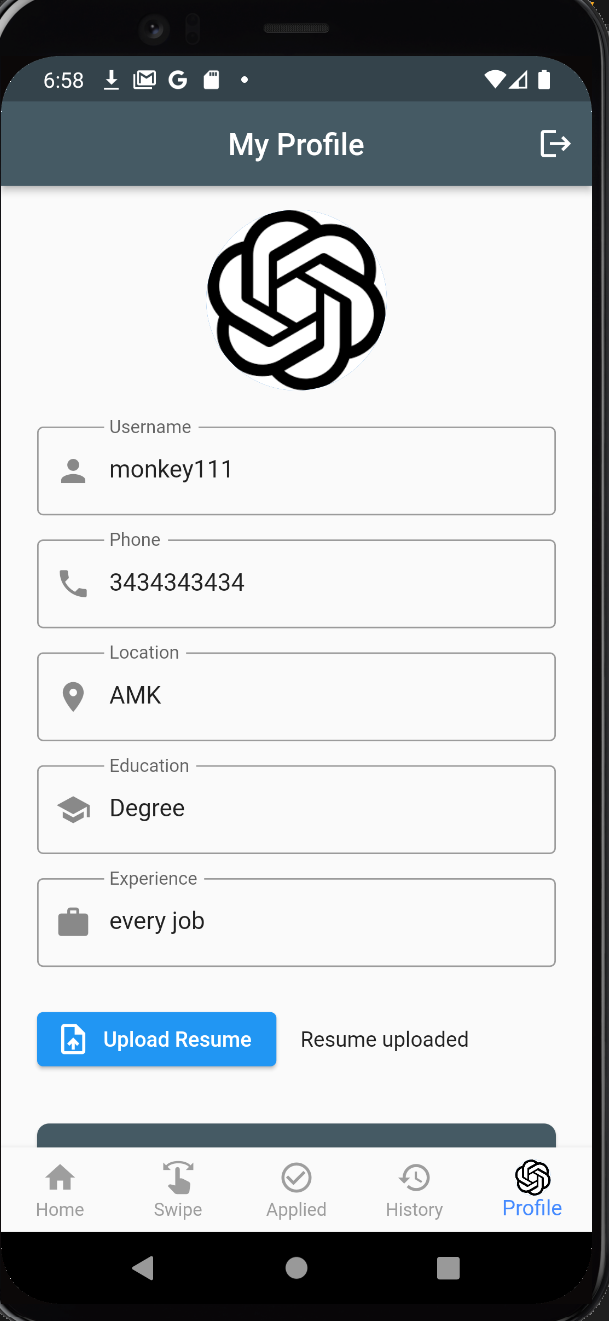 6:58
My Profile
Username
monkey111
Phone
3434343434
Location
AMK
Education
Degree
Experience
every job
Upload Resume
Resume uploaded
Home
Swipe
Applied
History
Profile